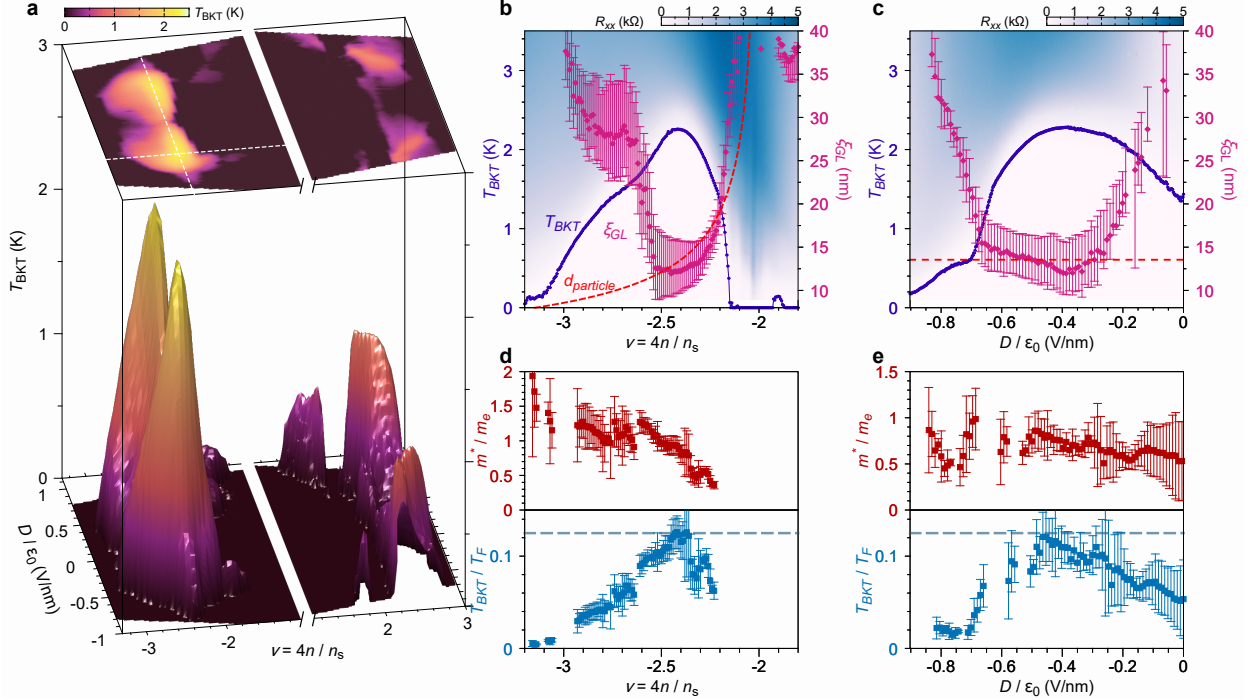 a
T_BKT (K)
0 1 2
3
2
1
0
T_BKT (K)
1
0.5
0
-0.5
-1
D / ε₀ (V/nm)
-3 -2 2 3
ν = 4n / n_s
b
R_xx (kΩ)
0 1 2 3 4 5
3
2
1
0
T_BKT (K)
T_BKT
ξ_GL
d_particle
40
35
30
25
20
15
10
ξ_GL (nm)
-3 -2.5 -2
ν = 4n / n_s
c
R_xx (kΩ)
0 1 2 3 4 5
3
2
1
0
T_BKT (K)
40
35
30
25
20
15
10
ξ_GL (nm)
-0.8 -0.6 -0.4 -0.2 0
D / ε₀ (V/nm)
d
2
1.5
1
0.5
0
m* / m_e
0.1
0
T_BKT / T_F
-3 -2.5 -2
ν = 4n / n_s
e
1.5
1
0.5
0
m* / m_e
0.1
0
T_BKT / T_F
-0.8 -0.6 -0.4 -0.2 0
D / ε₀ (V/nm)